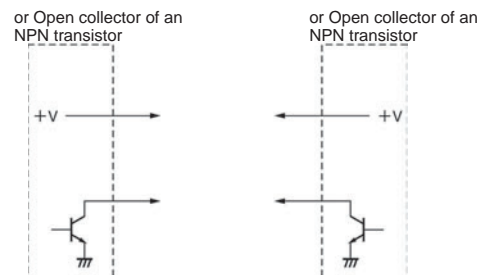 or Open collector of an
NPN transistor
or Open collector of an
NPN transistor
+V
+V